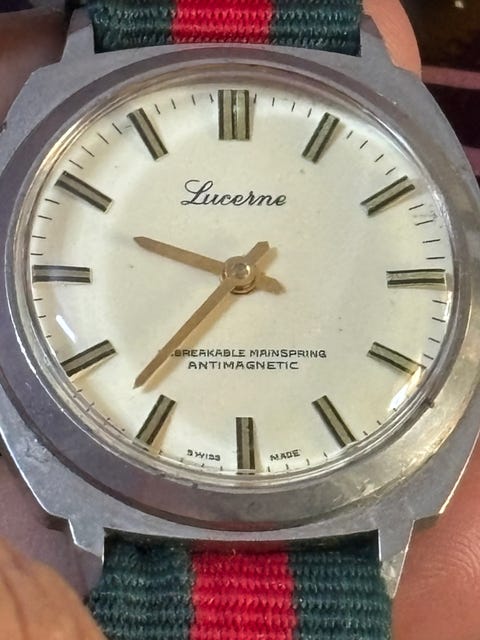 Lucerne
BREAKABLE MAINSPRING
ANTIMAGNETIC
SWISS MADE